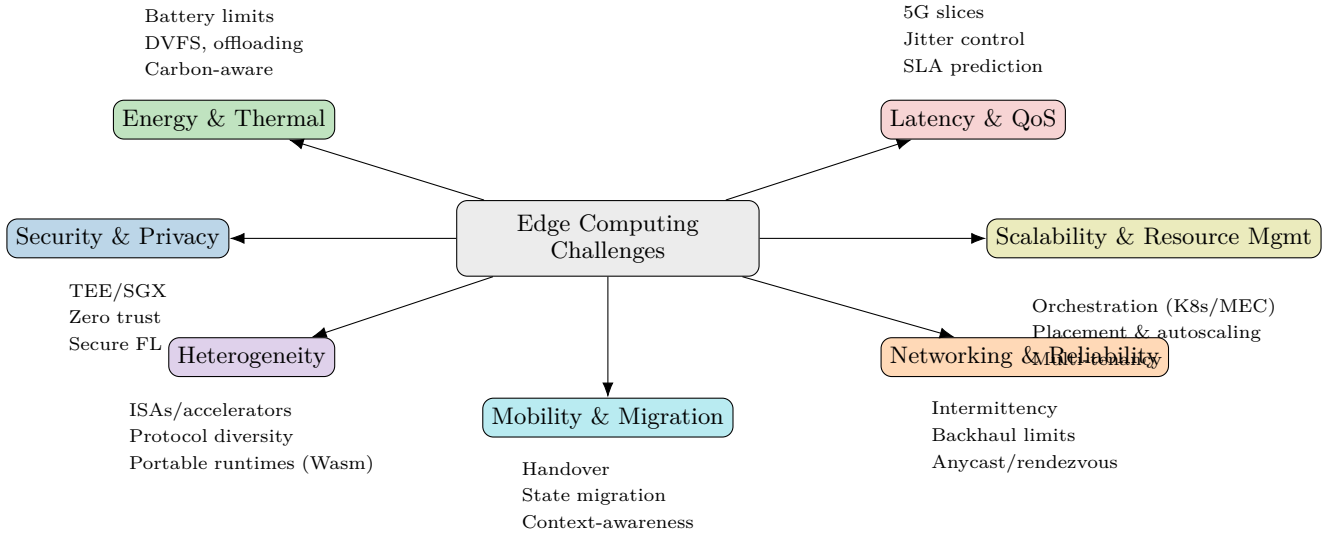 Battery limits
DVFS, offloading
Carbon-aware
5G slices
Jitter control
SLA prediction
Energy & Thermal
Latency & QoS
Edge Computing
Challenges
Security & Privacy
Scalability & Resource Mgmt
TEE/SGX
Zero trust
Secure FL
Orchestration (K8s/MEC)
Placement & autoscaling
Multi-tenancy
Heterogeneity
Networking & Reliability
ISAs/accelerators
Protocol diversity
Portable runtimes (Wasm)
Mobility & Migration
Intermittency
Backhaul limits
Anycast/rendezvous
Handover
State migration
Context-awareness